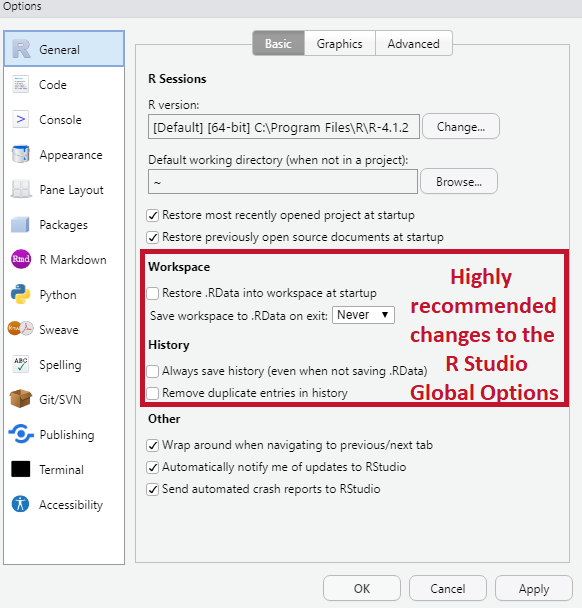 Options
General
Code
Console
Appearance
Pane Layout
Packages
R Markdown
Python
Sweave
Spelling
Git/SVN
Publishing
Terminal
Accessibility
Basic Graphics Advanced
R Sessions
R version:
[Default] [64-bit] C:\Program Files\R\R-4.1.2 Change...
Default working directory (when not in a project):
~ Browse...
Restore most recently opened project at startup
Restore previously open source documents at startup
Workspace
Restore .RData into workspace at startup
Save workspace to .RData on exit: Never
History
Always save history (even when not saving .RData)
Remove duplicate entries in history
Highly
recommended
changes to the
R Studio
Global Options
Other
Wrap around when navigating to previous/next tab
Automatically notify me of updates to RStudio
Send automated crash reports to RStudio
OK Cancel Apply